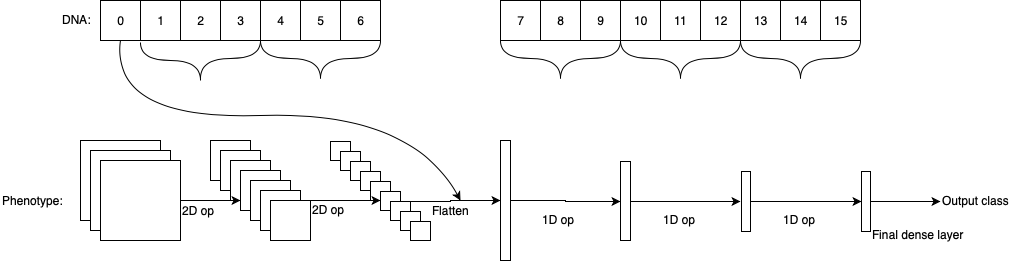 DNA: 0 1 2 3 4 5 6 7 8 9 10 11 12 13 14 15
Phenotype: 2D op 2D op Flatten 1D op 1D op 1D op Output class
Final dense layer